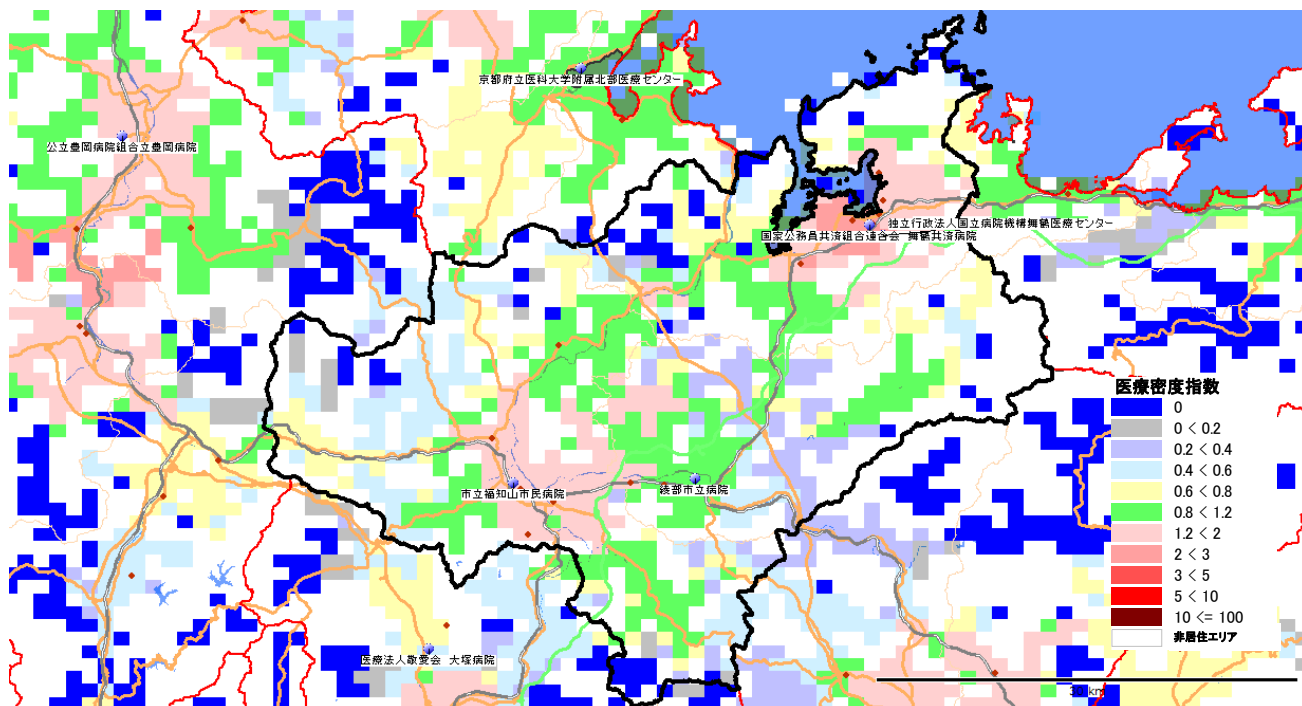 京都府立医科大学附属北部医療センター
公立豊岡病院組合立豊岡病院
独立行政法人国立病院機構舞鶴医療センター
国家公務員共済組合連合会 舞鶴共済病院
市立福知山市民病院
綾部市立病院
医療法人敬愛会 大塚病院
医療密度指数
0
0 < 0.2
0.2 < 0.4
0.4 < 0.6
0.6 < 0.8
0.8 < 1.2
1.2 < 2
2 < 3
3 < 5
5 < 10
10 <= 100
非居住エリア
30 km